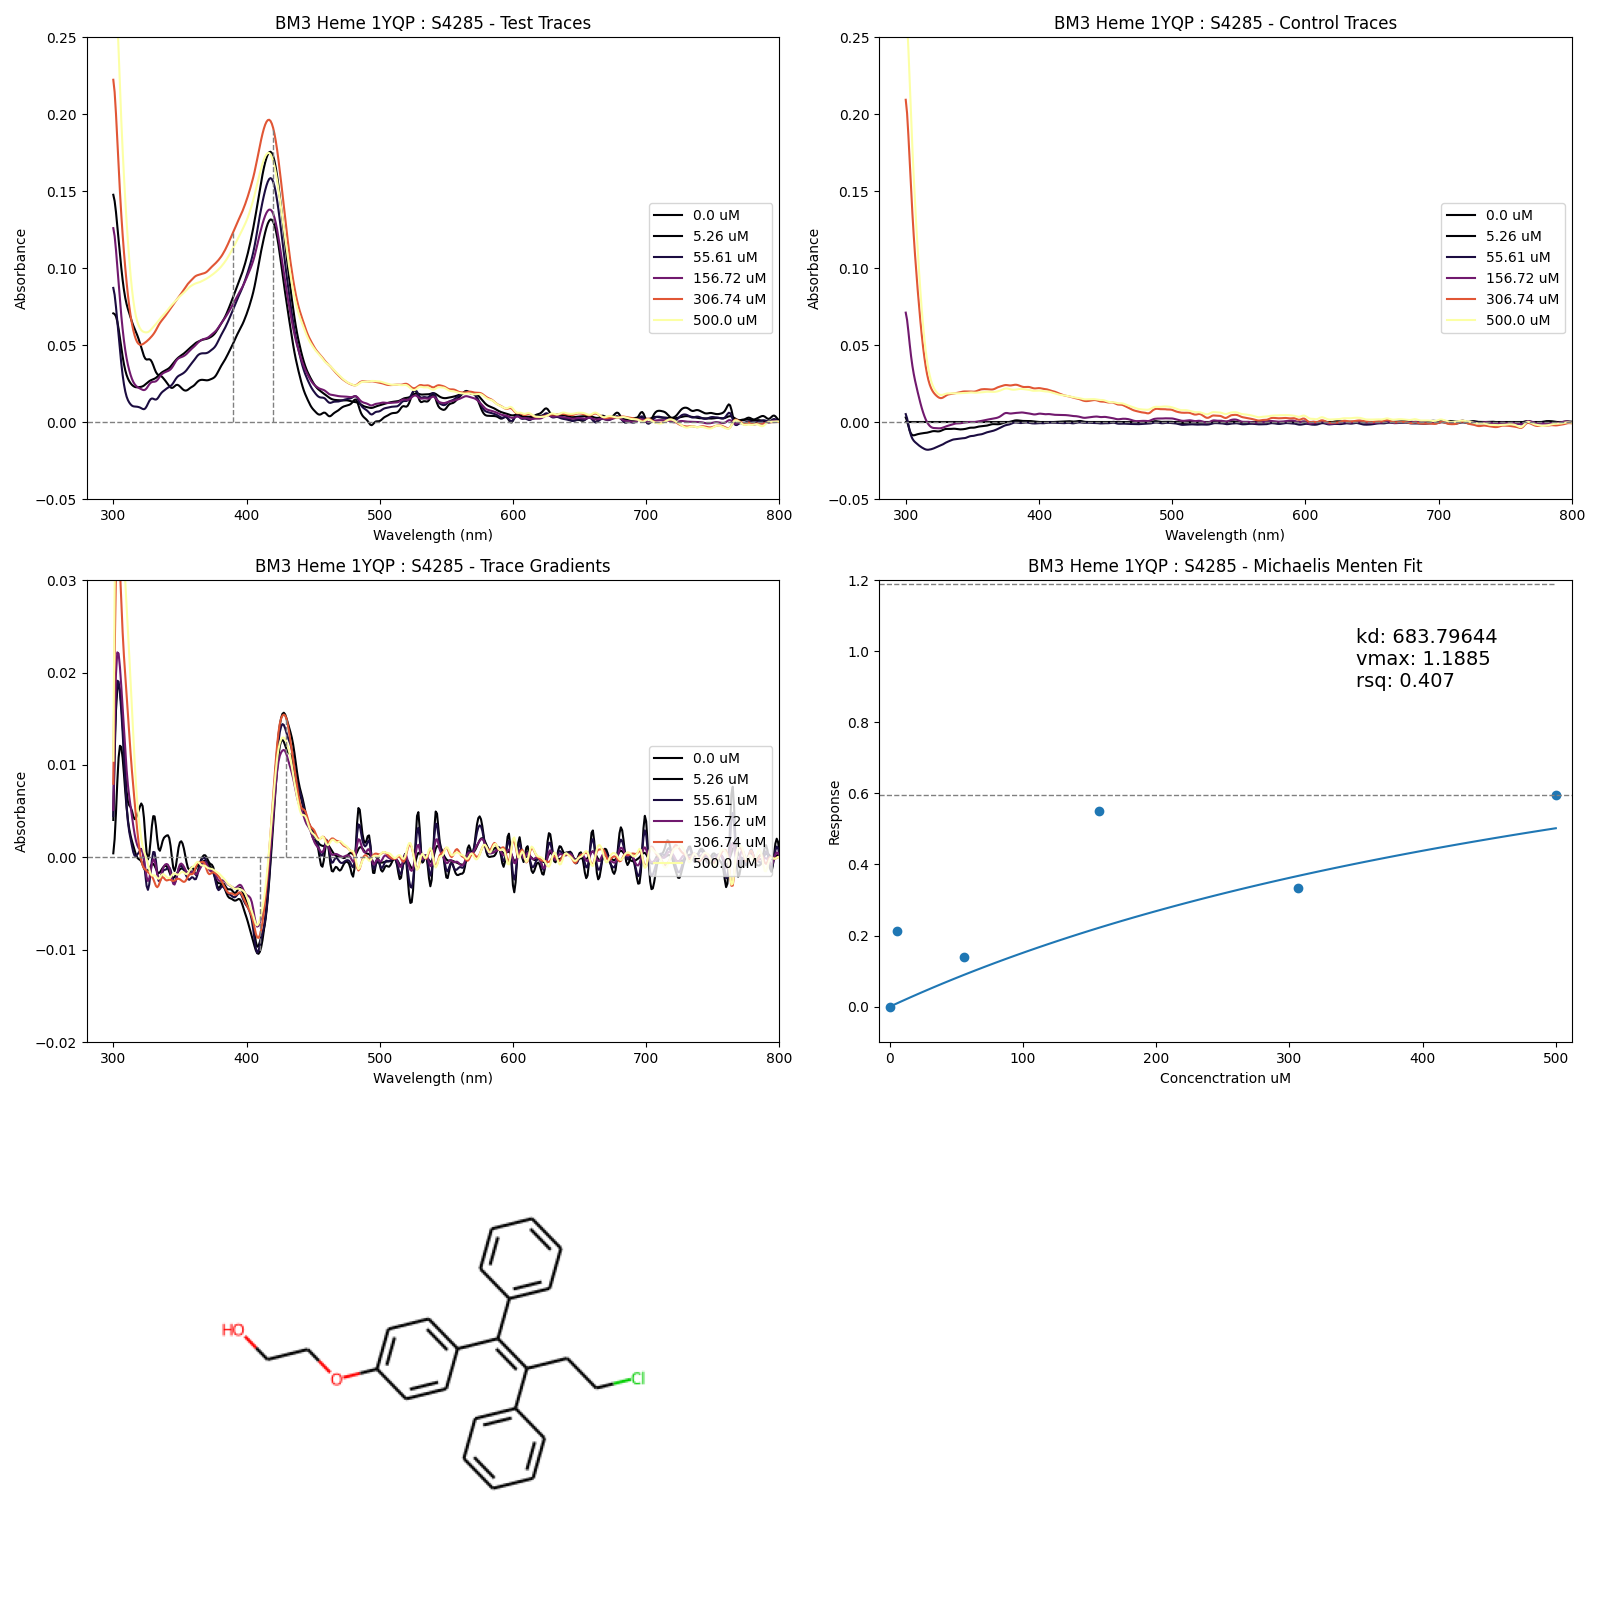 BM3 Heme 1YQP : S4285 - Test Traces
0.25
0.20
0.15
0.10
0.05
0.00
−0.05
Absorbance
300
400
500
600
700
800
Wavelength (nm)
0.0 uM
5.26 uM
55.61 uM
156.72 uM
306.74 uM
500.0 uM
BM3 Heme 1YQP : S4285 - Control Traces
0.25
0.20
0.15
0.10
0.05
0.00
−0.05
Absorbance
300
400
500
600
700
800
Wavelength (nm)
0.0 uM
5.26 uM
55.61 uM
156.72 uM
306.74 uM
500.0 uM
BM3 Heme 1YQP : S4285 - Trace Gradients
0.03
0.02
0.01
0.00
−0.01
−0.02
Absorbance
300
400
500
600
700
800
Wavelength (nm)
0.0 uM
5.26 uM
55.61 uM
156.72 uM
306.74 uM
500.0 uM
BM3 Heme 1YQP : S4285 - Michaelis Menten Fit
1.2
1.0
0.8
0.6
0.4
0.2
0.0
Response
kd: 683.79644
vmax: 1.1885
rsq: 0.407
0
100
200
300
400
500
Concenctration uM
HO
O
Cl